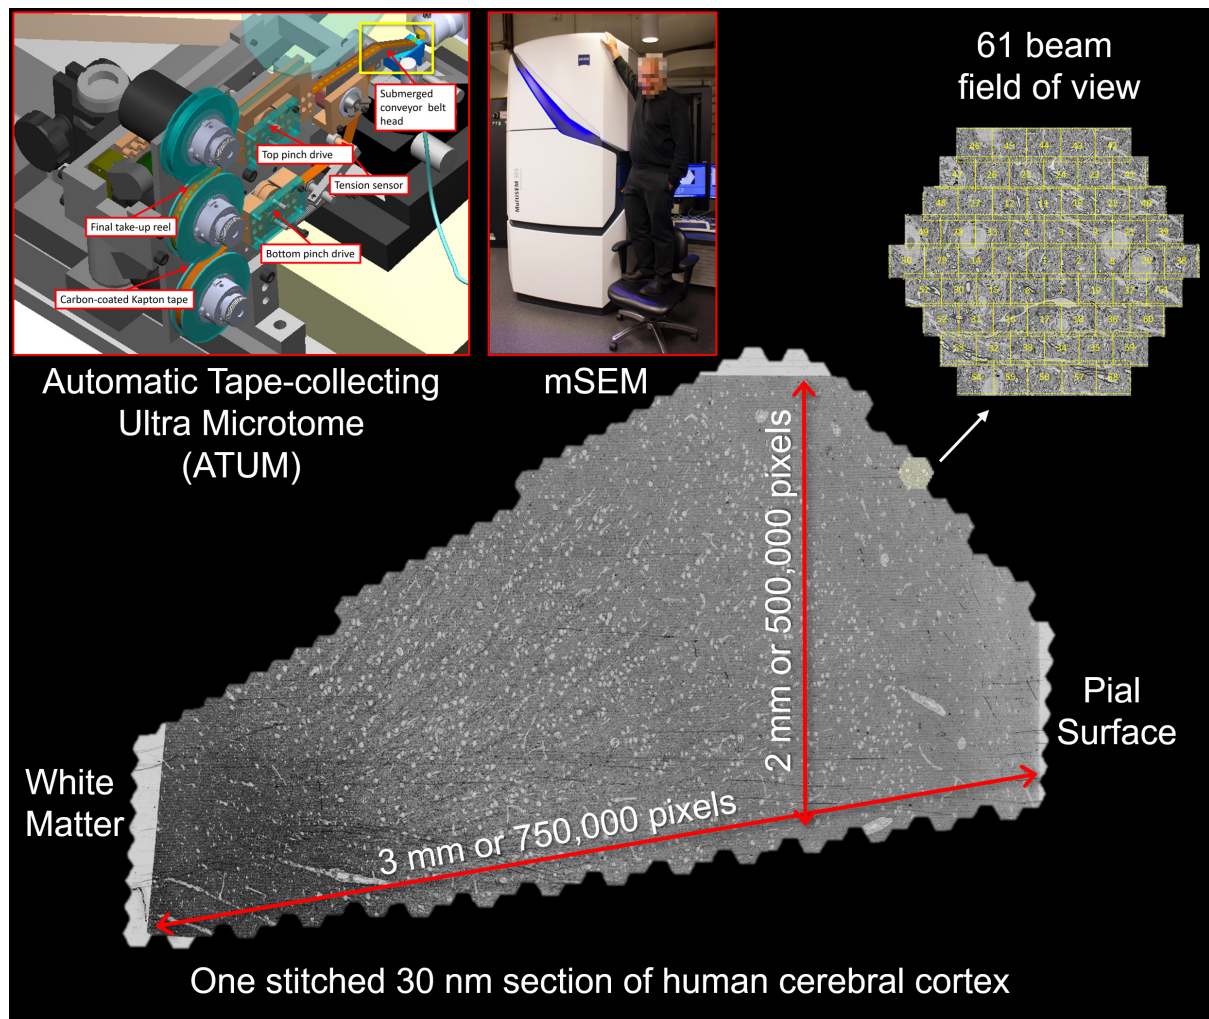 Submerged
conveyor belt
head
Top pinch drive
Tension sensor
Final take-up reel
Bottom pinch drive
Carbon-coated Kapton tape
Automatic Tape-collecting
Ultra Microtome
(ATUM)
ZEISS
MultiSEM 505
mSEM
61 beam
field of view
2 mm or 500,000 pixels
3 mm or 750,000 pixels
Pial
Surface
White
Matter
One stitched 30 nm section of human cerebral cortex